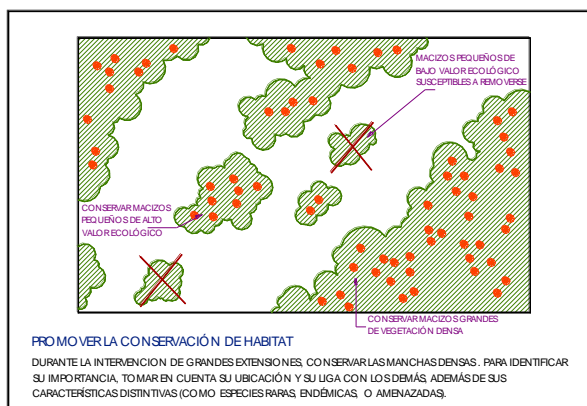 MACIZOS PEQUEÑOS DE
BAJO VALOR ECOLÓGICO
SUSCEPTIBLES A REMOVERSE
CONSERVAR MACIZOS
PEQUEÑOS DE ALTO
VALOR ECOLÓGICO
CONSERVAR MACIZOS GRANDES
DE VEGETACIÓN DENSA
PROMOVER LA CONSERVACIÓN DE HABITAT
DURANTE LA INTERVENCION DE GRANDES EXTENSIONES, CONSERVAR LAS MANCHAS DENSAS. PARA IDENTIFICAR
SU IMPORTANCIA, TOMAR EN CUENTA SU UBICACIÓN Y SU LIGA CON LOS DEMÁS, ADEMÁS DE SUS
CARACTERÍSTICAS DISTINTIVAS (COMO ESPECIES RARAS, ENDÉMICAS, O AMENAZADAS).